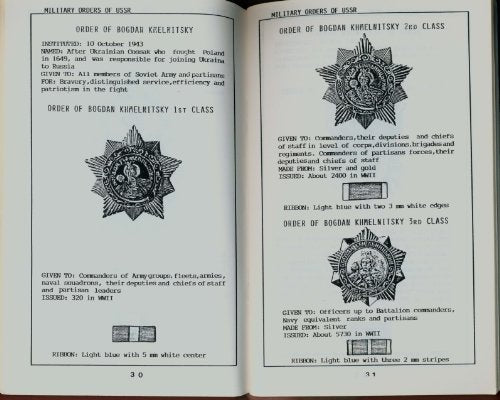 MILITARY ORDERS OF USSR
ORDER OF BOGDAN KMELNITSKY
INSTITUTED: 10 October 1943
NAMED: After Ukrainian Cossak who fought Poland
in 1649, and was responsible for joining Ukraina
to Russia
GIVEN TO: All members of Soviet Army and partisans
FOR: Bravury, distinguished service, efficiency and
patriotism in the fight
ORDER OF BOGDAN KHMELNITSKY 1ST CLASS
GIVEN TO: Commanders of Army groups, fleets, armies,
naval squadrons, their deputies and chiefs of staff
and partisan leaders
ISSUED: 320 in WWII
RIBBON: Light blue with 5 mm white center
30
MILITARY ORDERS OF USSR
ORDER OF BOGDAN KHMELNITSKY 2ND CLASS
GIVEN TO: Commanders, their deputies and chiefs
of staff in level of corps, divisions, brigades and
regiments. Commanders of partisans forces, their
deputies and chiefs of staff
MADE FROM: Silver and gold
ISSUED: About 2400 in WWII
RIBBON: Light blue with two 3 mm white edges
ORDER OF BOGDAN KHMELNITSKY 3RD CLASS
GIVEN TO: Officers up to Battalion commanders,
Navy equivalent ranks and partisans
MADE FROM: Silver
ISSUED: About 5730 in WWII
RIBBON: Light blue with three 2 mm stripes
31